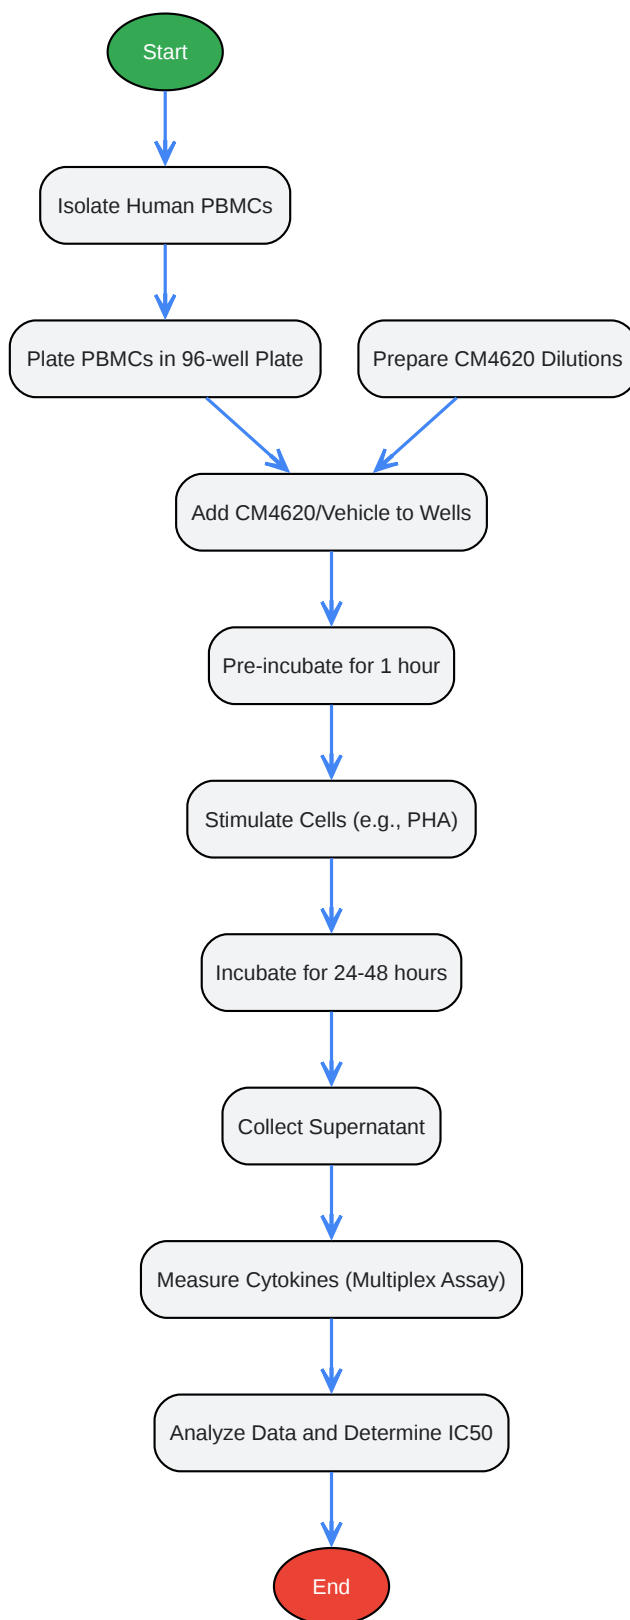 Start
Isolate Human PBMCs
Plate PBMCs in 96-well Plate
Prepare CM4620 Dilutions
Add CM4620/Vehicle to Wells
Pre-incubate for 1 hour
Stimulate Cells (e.g., PHA)
Incubate for 24-48 hours
Collect Supernatant
Measure Cytokines (Multiplex Assay)
Analyze Data and Determine IC50
End